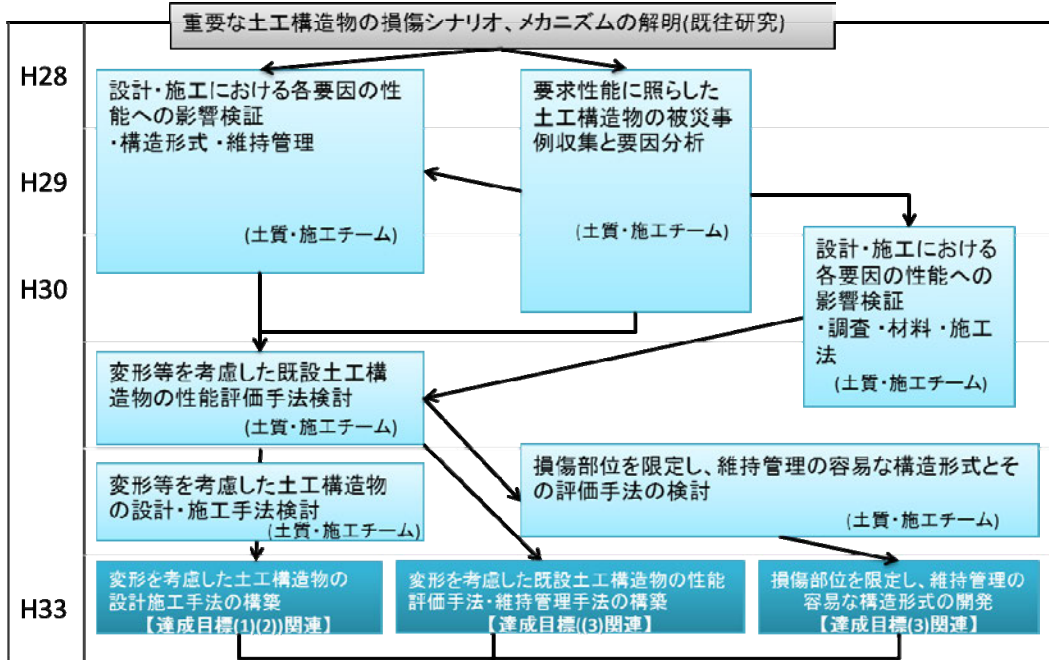 重要な土工構造物の損傷シナリオ、メカニズムの解明(既往研究)
H28
設計・施工における各要因の性
能への影響検証
・構造形式・維持管理
(土質・施工チーム)
要求性能に照らした
土工構造物の被災事
例収集と要因分析
(土質・施工チーム)
H29
設計・施工における
各要因の性能への
影響検証
・調査・材料・施工
法
(土質・施工チーム)
H30
変形等を考慮した既設土工構
造物の性能評価手法検討
(土質・施工チーム)
損傷部位を限定し、維持管理の容易な構造形式とそ
の評価手法の検討
(土質・施工チーム)
変形等を考慮した土工構造物
の設計・施工手法検討
(土質・施工チーム)
H33
変形を考慮した土工構造物の
設計施工手法の構築
【達成目標(1)(2))関連】
変形を考慮した既設土工構造物の性能
評価手法・維持管理手法の構築
【達成目標((3)関連】
損傷部位を限定し、維持管理の
容易な構造形式の開発
【達成目標(3)関連】